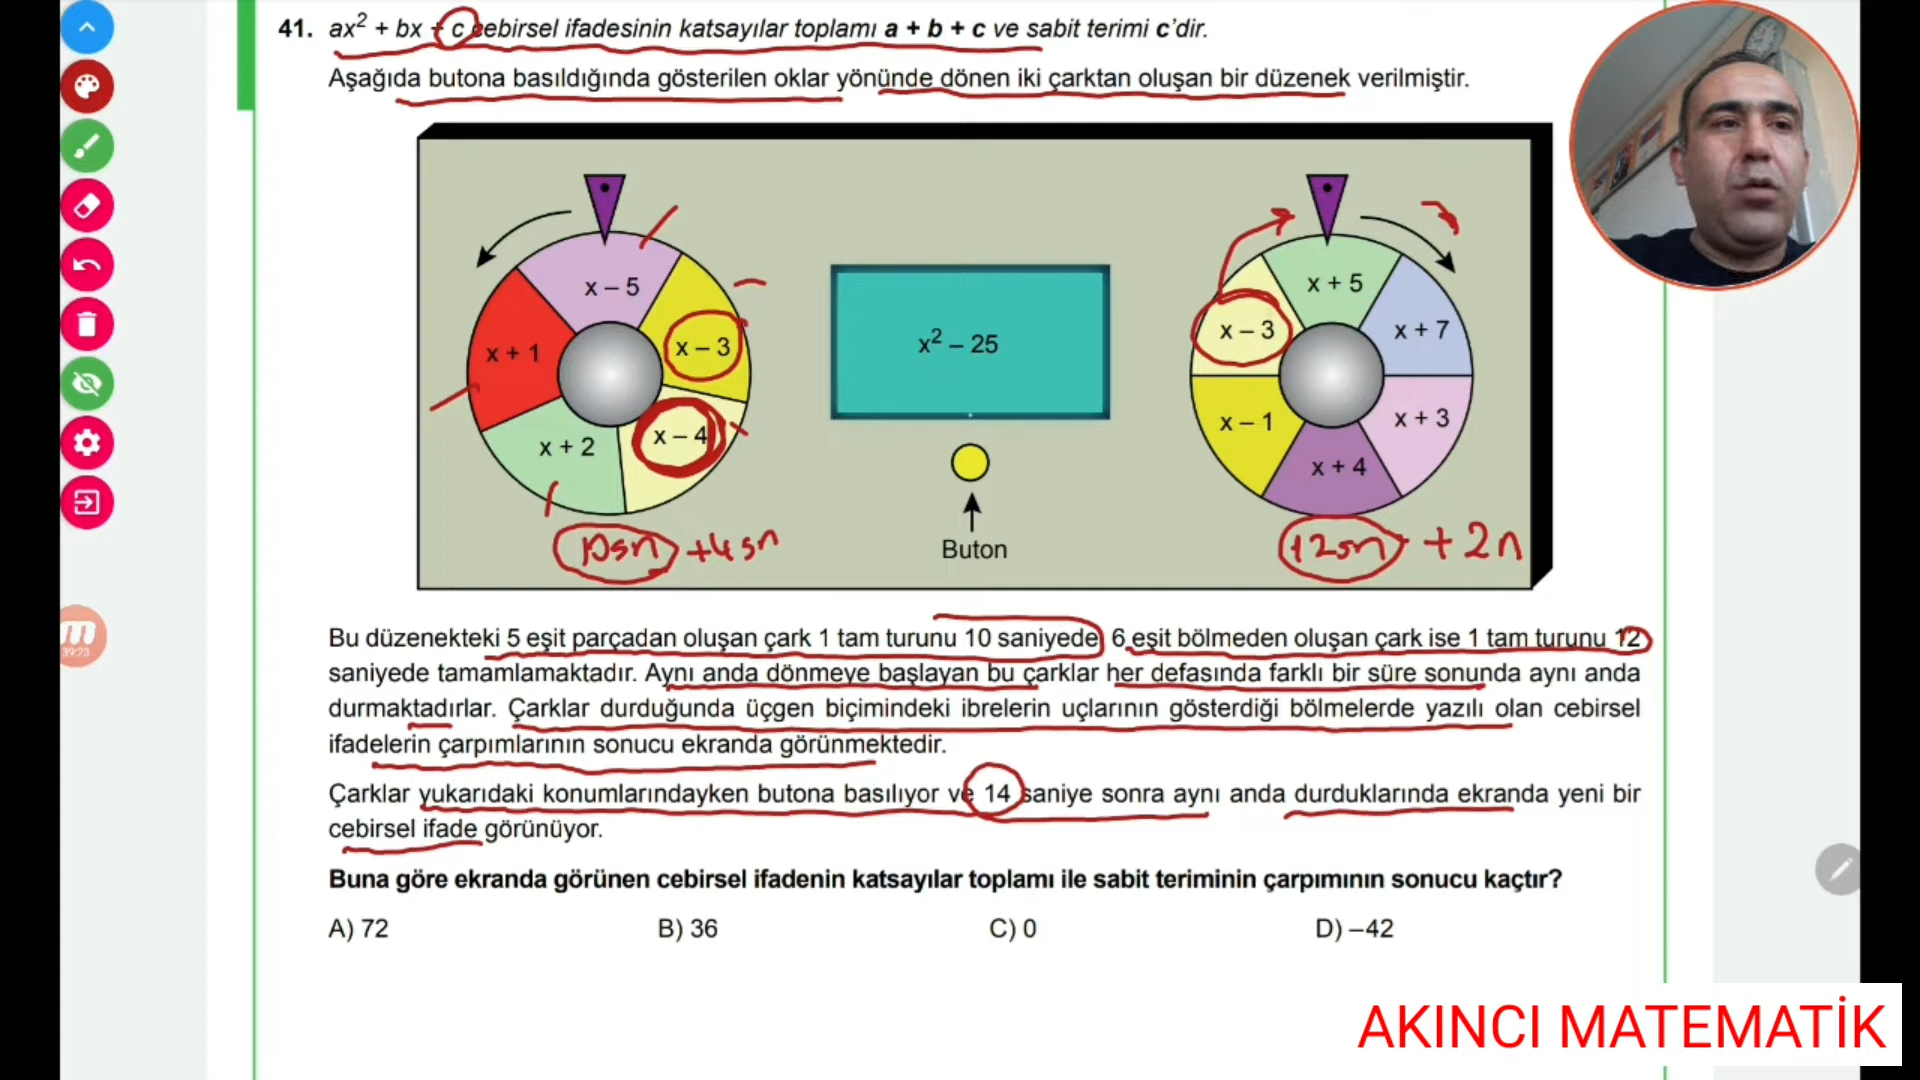 41. ax² + bx + c cebirsel ifadesinin katsayılar toplamı a + b + c ve sabit terimi c'dir.
Aşağıda butona basıldığında gösterilen oklar yönünde dönen iki çarktan oluşan bir düzenek verilmiştir.
x – 5
x – 3
x – 4
x + 2
x + 1
x² – 25
Buton
x + 5
x + 7
x + 3
x + 4
x – 1
x – 3
10sn +4sn
12sn + 2n
Bu düzenekteki 5 eşit parçadan oluşan çark 1 tam turunu 10 saniyede, 6 eşit bölmeden oluşan çark ise 1 tam turunu 12
saniyede tamamlamaktadır. Aynı anda dönmeye başlayan bu çarklar her defasında farklı bir süre sonunda aynı anda
durmaktadırlar. Çarklar durduğunda üçgen biçimindeki ibrelerin uçlarının gösterdiği bölmelerde yazılı olan cebirsel
ifadelerin çarpımlarının sonucu ekranda görünmektedir.
Çarklar yukarıdaki konumlarındayken butona basılıyor ve 14 saniye sonra aynı anda durduklarında ekranda yeni bir
cebirsel ifade görünüyor.
Buna göre ekranda görünen cebirsel ifadenin katsayılar toplamı ile sabit teriminin çarpımının sonucu kaçtır?
A) 72 B) 36 C) 0 D) –42
39:23
AKINCI MATEMATİK